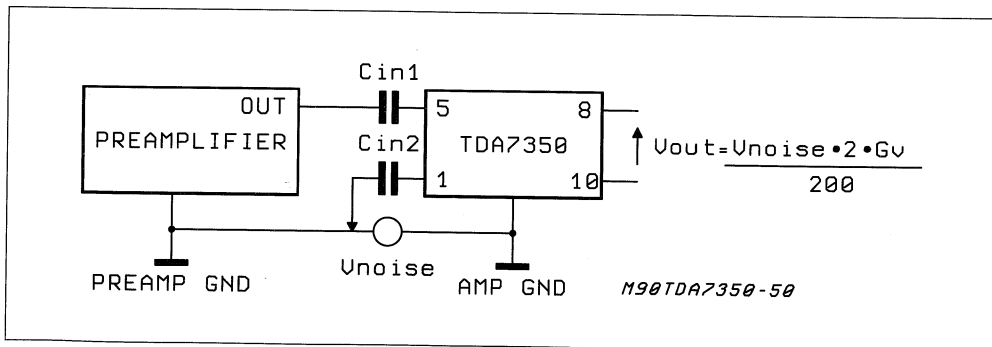 Cin1
OUT
PREAMPLIFIER
5
8
TDA7350
Cin2
1
10
Vout=Vnoise•2•Gv
200
Vnoise
PREAMP GND
AMP GND
M90TDA7350-50